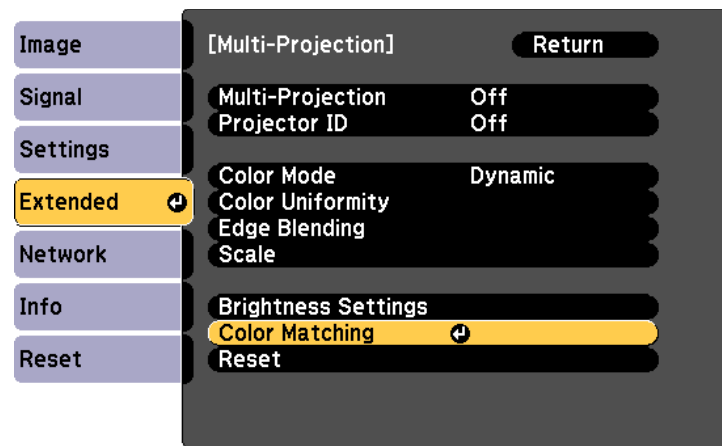 Image
Signal
Settings
Extended
Network
Info
Reset
[Multi-Projection] Return
Multi-Projection Off
Projector ID Off
Color Mode Dynamic
Color Uniformity
Edge Blending
Scale
Brightness Settings
Color Matching
Reset